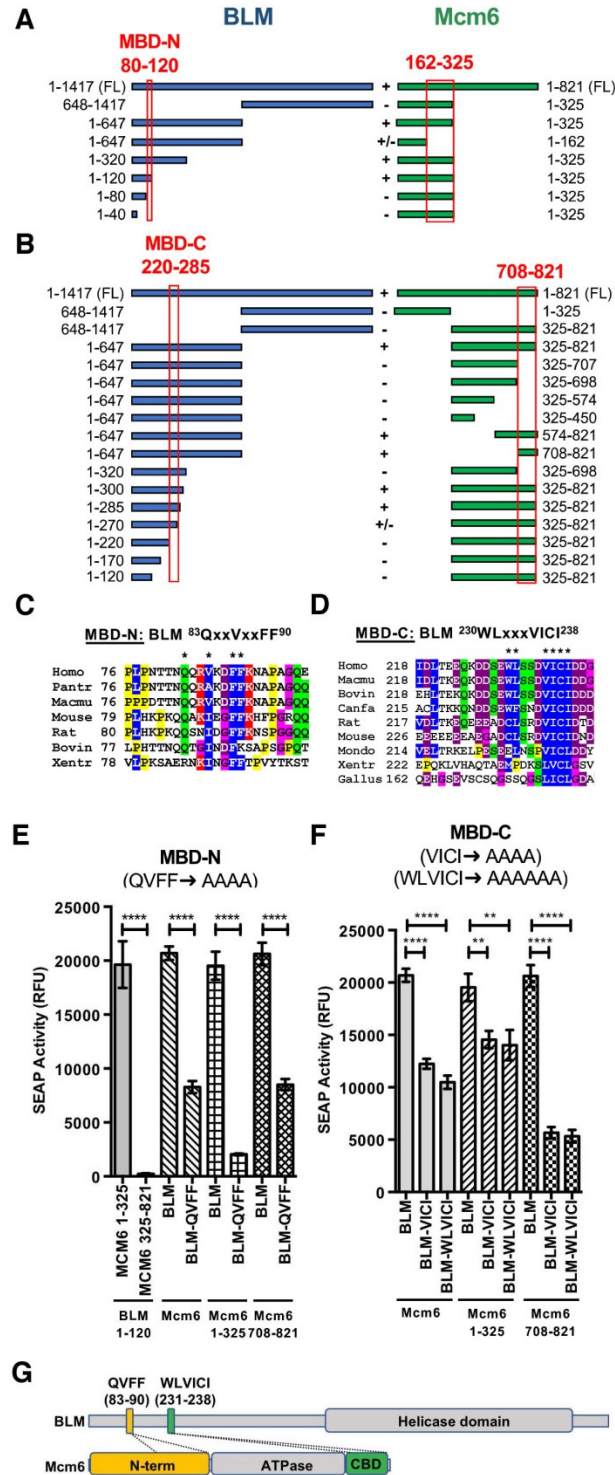 A
BLM
Mcm6
MBD-N
80-120
162-325
1-1417 (FL) + 1-821 (FL)
648-1417 - 1-325
1-647 + 1-325
1-647 +/- 1-162
1-320 + 1-325
1-120 + 1-325
1-80 - 1-325
1-40 - 1-325
B
MBD-C
220-285
708-821
1-1417 (FL) + 1-821 (FL)
648-1417 - 1-325
648-1417 - 325-821
1-647 + 325-821
1-647 - 325-707
1-647 - 325-698
1-647 - 325-574
1-647 - 325-450
1-647 + 574-821
1-647 + 708-821
1-320 - 325-698
1-300 + 325-821
1-285 + 325-821
1-270 +/- 325-821
1-220 - 325-821
1-170 - 325-821
1-120 - 325-821
C
MBD-N: BLM ⁸³QxxVxxFF⁹⁰
* * **
Homo 76 PLPNTTNQQRVKDFFKNAPAGQE
Pantr 76 PLPNTTNQQRVKDFFKNAPAGQE
Macmu 76 PPPDTTNQQRVKDFFKNAPAGQE
Mouse 79 PLHKPKQQAKIEGFFKHFPGRQQ
Rat 80 PLHKPKQQSKIDGFFKNSPGGQQ
Bovin 77 LPHTTNQQTGINDFKSAPSGPQT
Xentr 78 VLPKSAERNKINGFFTPVYTKST
D
MBD-C: BLM ²³⁰WLxxxVICI²³⁸
** ****
Homo 218 IDLTEEQKDDSEWLSSDVICIDDG
Macmu 218 IDLTEEQKDDSEWLSSDVICIDDG
Bovin 218 EHLTEKQKDDSEWLSRDVICIDDG
Canfa 215 ADWTEKQKDDSEWLSSDVICIDDG
Rat 217 VDLTKEQEEEADCLSRDVICIDTD
Mouse 226 EEEEEEEAEGADCLSRDVICIDND
Mondo 214 VELTRKELPESEELNSPVICLDDD
Xentr 222 EPQKLVHAQTAEMPDKSLVCLGSV
Gallus 162 EDGHSEVSCSQGSSQGSLICLGDA
E
MBD-N
(QVFF→ AAAA)
SEAP Activity (RFU)
25000
20000
15000
10000
5000
0
**** **** **** ****
MCM6 1-325
MCM6 325-821
BLM
BLM-QVFF
BLM
BLM-QVFF
BLM
BLM-QVFF
BLM
1-120
Mcm6
Mcm6
1-325
Mcm6
708-821
F
MBD-C
(VICI→ AAAA)
(WLVICI→ AAAAAA)
SEAP Activity (RFU)
25000
20000
15000
10000
5000
0
**** ** ****
**** ** ****
BLM
BLM-VICI
BLM-WLVICI
BLM
BLM-VICI
BLM-WLVICI
BLM
BLM-VICI
BLM-WLVICI
Mcm6
Mcm6
1-325
Mcm6
708-821
G
QVFF
(83-90)
WLVICI
(231-238)
BLM
Helicase domain
Mcm6
N-term
ATPase
CBD